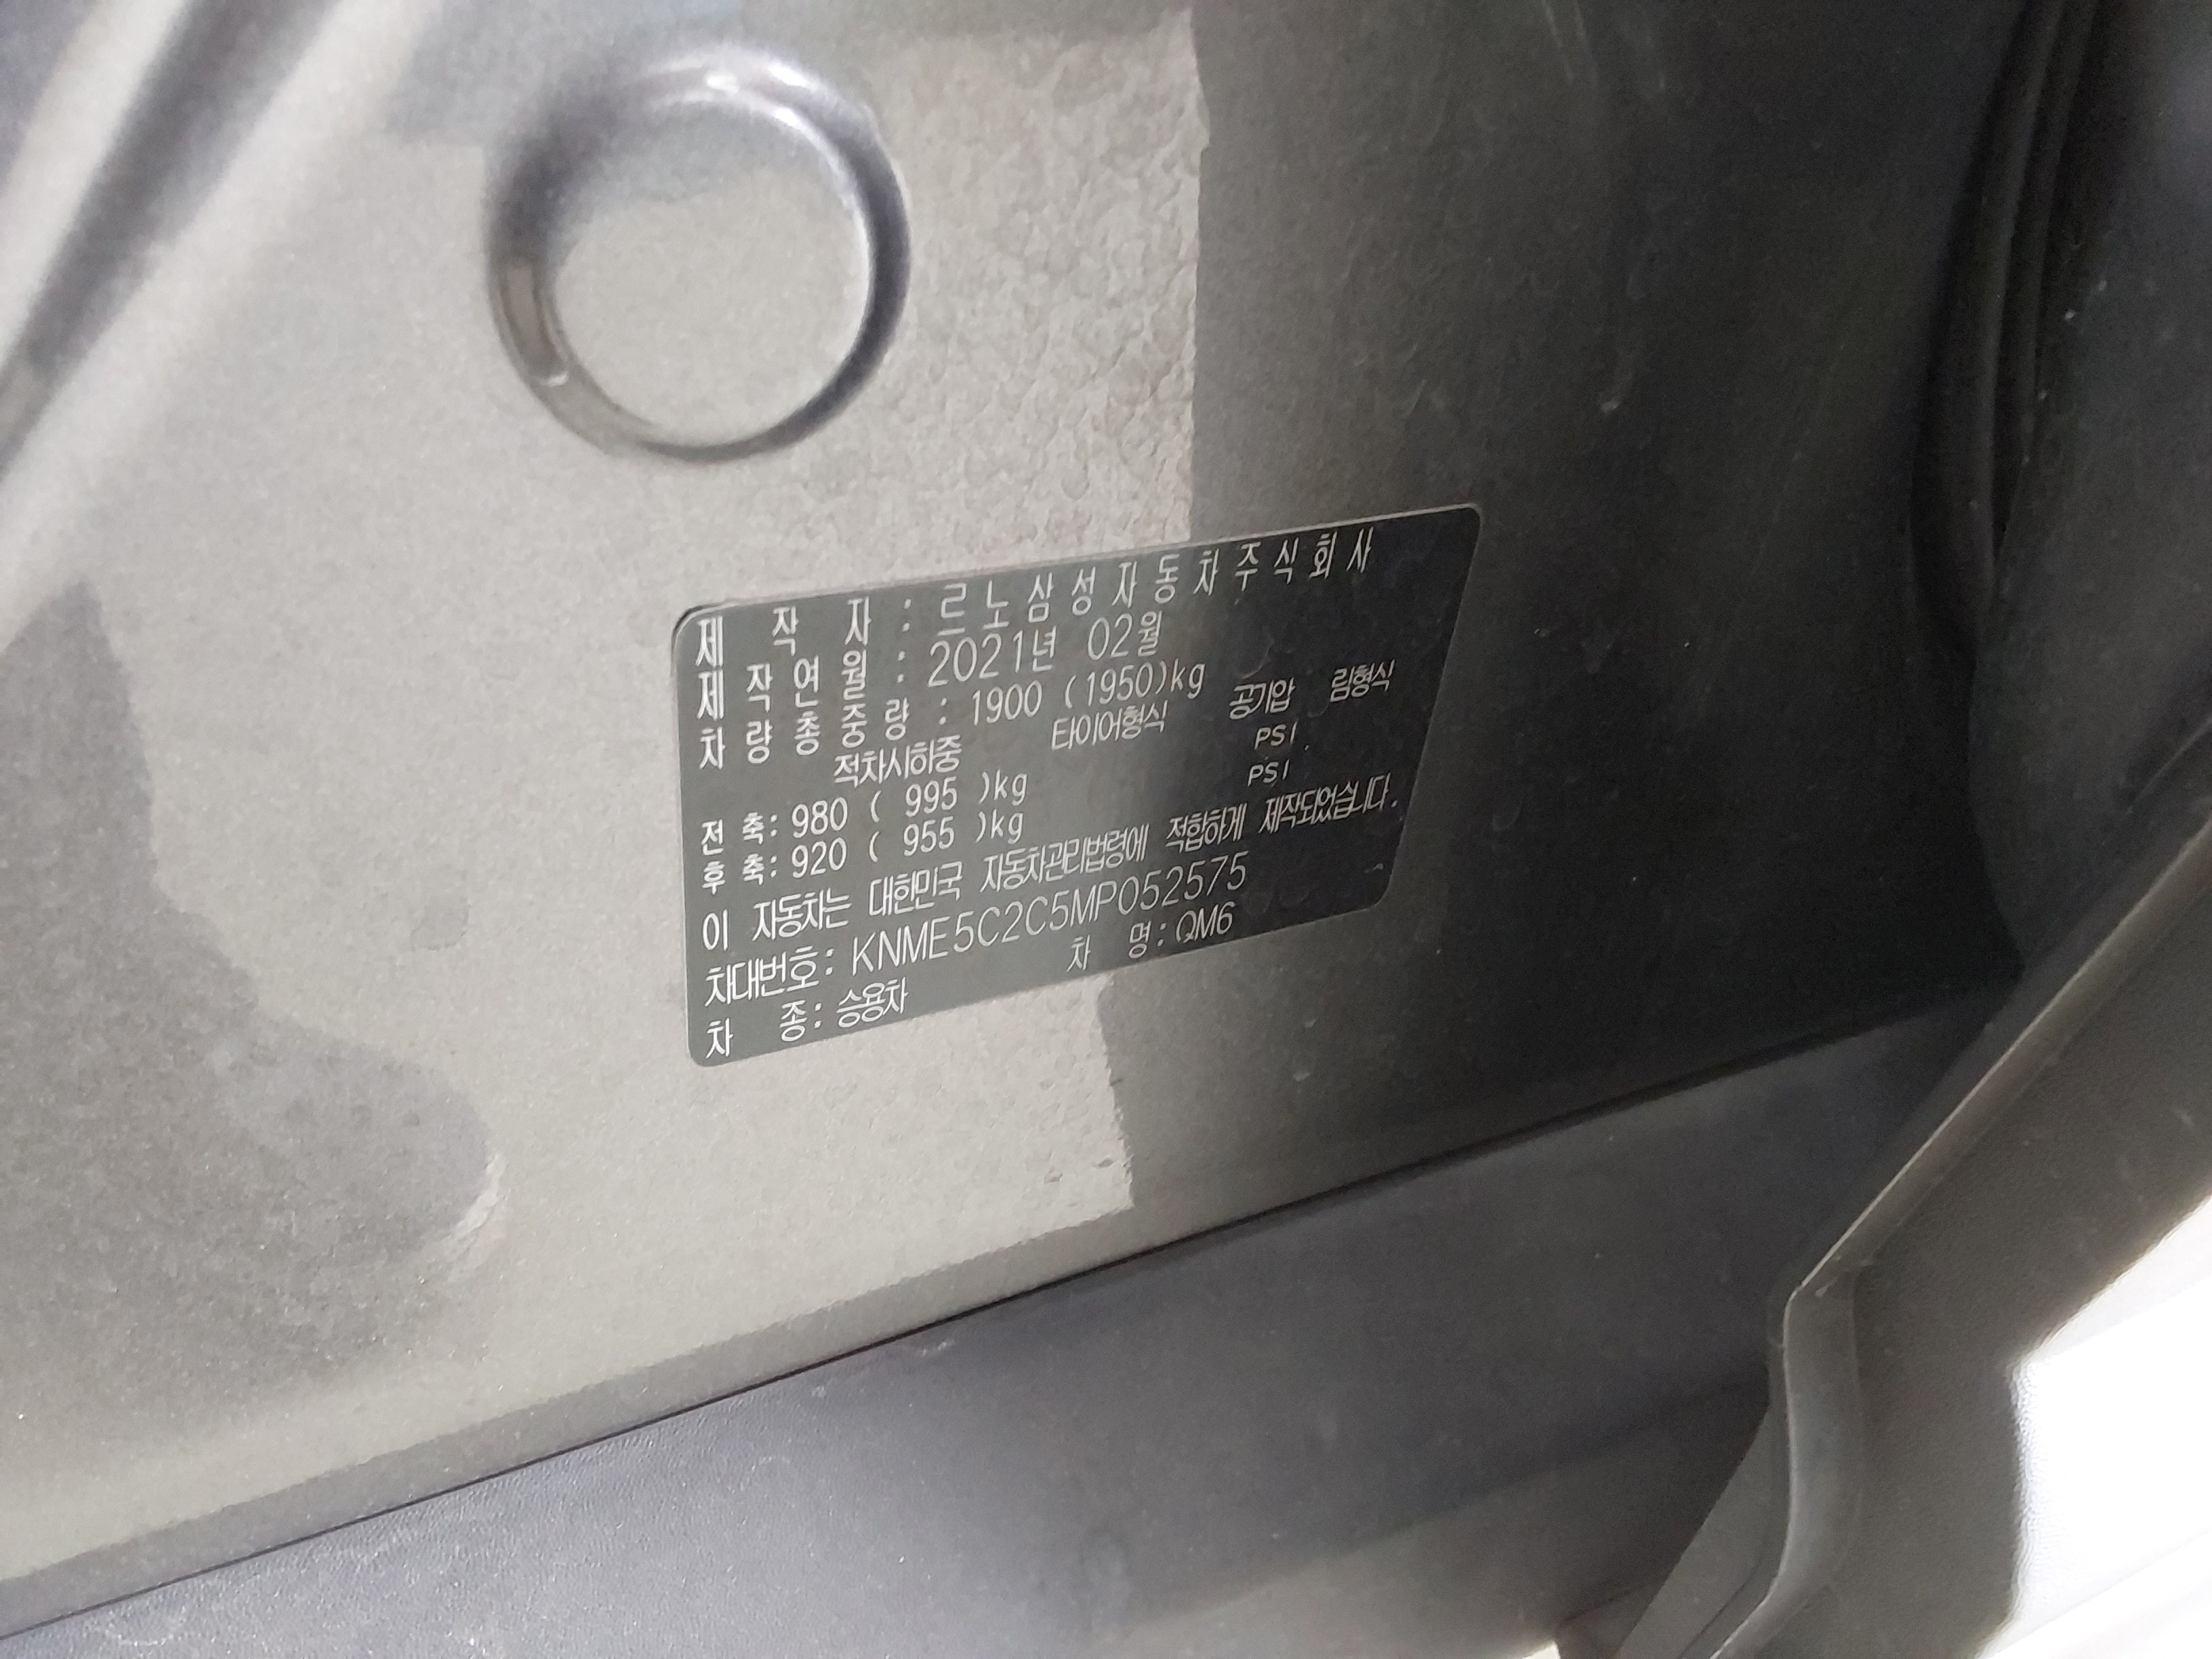 제 작 자 : 르노삼성자동차주식회사
제작연월 : 2021년 02월
차량총중량 : 1900 (1950)kg
적차시하중 타이어형식 공기압 림형식
전 축: 980 ( 995 )kg PSI
후 축: 920 ( 955 )kg PSI
이 자동차는 대한민국 자동차관리법령에 적합하게 제작되었습니다.
차대번호: KNME5C2C5MP052575
차 종: 승용차 차 명: QM6